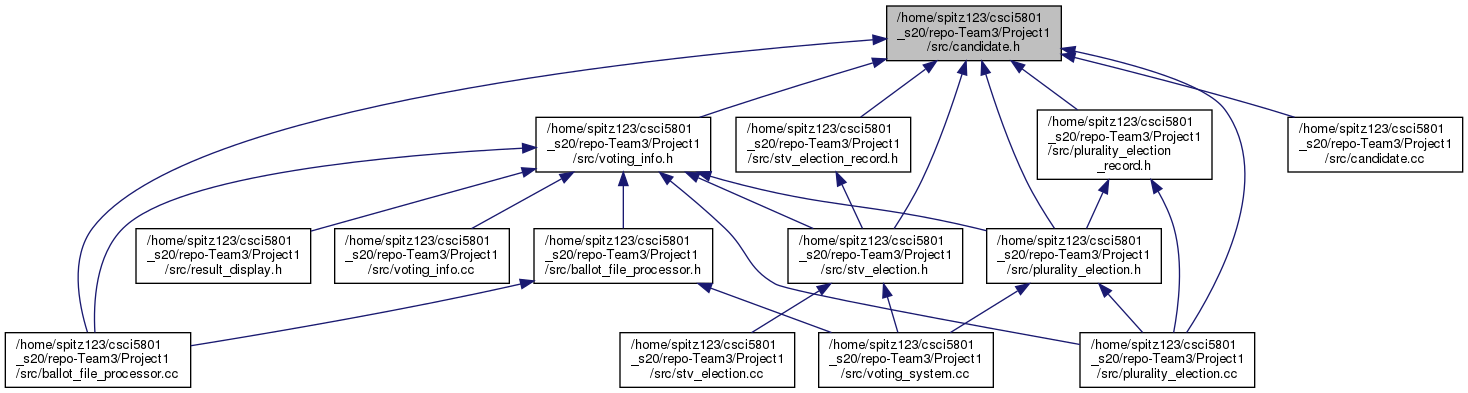 /home/spitz123/csci5801
_s20/repo-Team3/Project1
/src/candidate.h
/home/spitz123/csci5801
_s20/repo-Team3/Project1
/src/voting_info.h
/home/spitz123/csci5801
_s20/repo-Team3/Project1
/src/stv_election_record.h
/home/spitz123/csci5801
_s20/repo-Team3/Project1
/src/plurality_election
_record.h
/home/spitz123/csci5801
_s20/repo-Team3/Project1
/src/candidate.cc
/home/spitz123/csci5801
_s20/repo-Team3/Project1
/src/result_display.h
/home/spitz123/csci5801
_s20/repo-Team3/Project1
/src/voting_info.cc
/home/spitz123/csci5801
_s20/repo-Team3/Project1
/src/ballot_file_processor.h
/home/spitz123/csci5801
_s20/repo-Team3/Project1
/src/stv_election.h
/home/spitz123/csci5801
_s20/repo-Team3/Project1
/src/plurality_election.h
/home/spitz123/csci5801
_s20/repo-Team3/Project1
/src/ballot_file_processor.cc
/home/spitz123/csci5801
_s20/repo-Team3/Project1
/src/stv_election.cc
/home/spitz123/csci5801
_s20/repo-Team3/Project1
/src/voting_system.cc
/home/spitz123/csci5801
_s20/repo-Team3/Project1
/src/plurality_election.cc